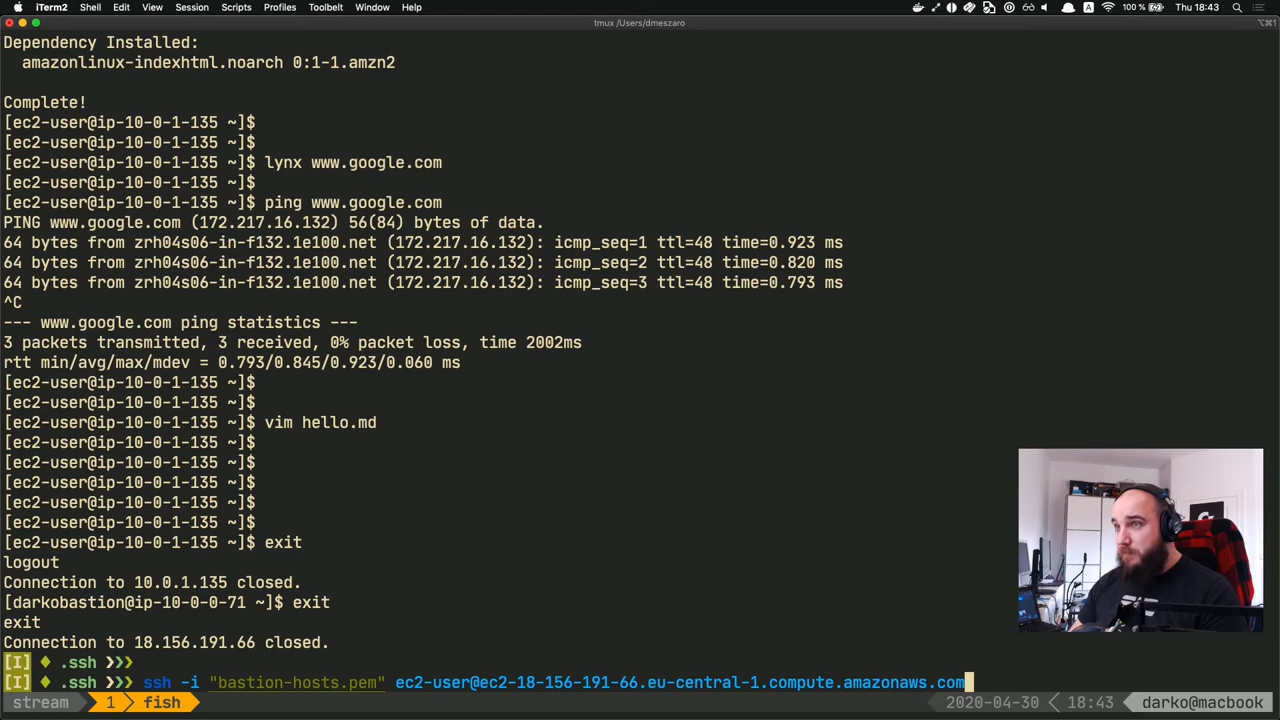 iTerm2 Shell Edit View Session Scripts Profiles Toolbelt Window Help 100 % Thu 18:43
tmux /Users/dmeszaro ⌥⌘1
Dependency Installed:
amazonlinux-indexhtml.noarch 0:1-1.amzn2
Complete!
[ec2-user@ip-10-0-1-135 ~]$
[ec2-user@ip-10-0-1-135 ~]$
[ec2-user@ip-10-0-1-135 ~]$ lynx www.google.com
[ec2-user@ip-10-0-1-135 ~]$
[ec2-user@ip-10-0-1-135 ~]$ ping www.google.com
PING www.google.com (172.217.16.132) 56(84) bytes of data.
64 bytes from zrh04s06-in-f132.1e100.net (172.217.16.132): icmp_seq=1 ttl=48 time=0.923 ms
64 bytes from zrh04s06-in-f132.1e100.net (172.217.16.132): icmp_seq=2 ttl=48 time=0.820 ms
64 bytes from zrh04s06-in-f132.1e100.net (172.217.16.132): icmp_seq=3 ttl=48 time=0.793 ms
^C
--- www.google.com ping statistics ---
3 packets transmitted, 3 received, 0% packet loss, time 2002ms
rtt min/avg/max/mdev = 0.793/0.845/0.923/0.060 ms
[ec2-user@ip-10-0-1-135 ~]$
[ec2-user@ip-10-0-1-135 ~]$
[ec2-user@ip-10-0-1-135 ~]$ vim hello.md
[ec2-user@ip-10-0-1-135 ~]$
[ec2-user@ip-10-0-1-135 ~]$
[ec2-user@ip-10-0-1-135 ~]$
[ec2-user@ip-10-0-1-135 ~]$
[ec2-user@ip-10-0-1-135 ~]$
[ec2-user@ip-10-0-1-135 ~]$ exit
logout
Connection to 10.0.1.135 closed.
[darkobastion@ip-10-0-0-71 ~]$ exit
exit
Connection to 18.156.191.66 closed.
[I] ♦ .ssh ❯❯❯
[I] ♦ .ssh ❯❯❯ ssh -i "bastion-hosts.pem" ec2-user@ec2-18-156-191-66.eu-central-1.compute.amazonaws.com
stream 1 fish 2020-04-30 18:43 darko@macbook